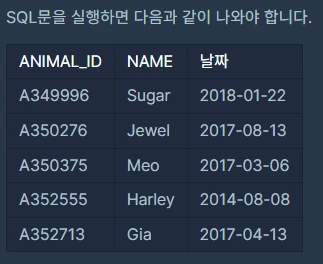 SQL문을 실행하면 다음과 같이 나와야 합니다.
ANIMAL_ID NAME 날짜
A349996 Sugar 2018-01-22
A350276 Jewel 2017-08-13
A350375 Meo 2017-03-06
A352555 Harley 2014-08-08
A352713 Gia 2017-04-13